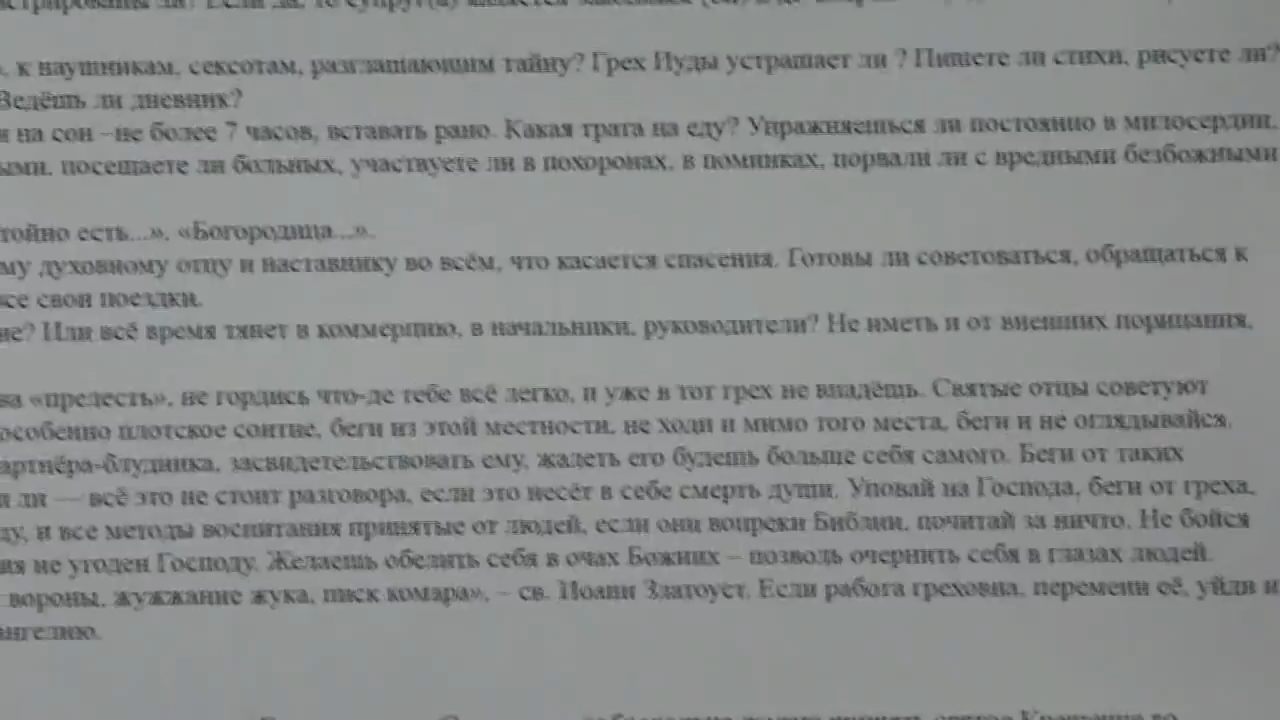 к наушникам, сексотам, разглашающим тайну? Грех Иуды устрашает ли ? Пишете ли стихи, рисуете ли?
Ведёшь ли дневник?
на сон –не более 7 часов, вставать рано. Какая трата на еду? Упражняешься ли постоянно в милосердии,
ыми, посещаете ли больных, участвуете ли в похоронах, в поминках, порвали ли с вредными безбожными
тойно есть...», «Богородица...».
му духовному отцу и наставнику во всём, что касается спасения. Готовы ли советоваться, обращаться к
се свои поездки.
не? Или всё время тянет в коммерцию, в начальники, руководители? Не иметь и от внешних порицания,
ва «прелесть», не гордись что-де тебе всё легко, и уже в тот грех не впадёшь. Святые отцы советуют
особенно плотское соитие, беги из этой местности, не ходи и мимо того места, беги и не оглядывайся.
артнёра-блудника, засвидетельствовать ему, жалеть его будешь больше себя самого. Беги от таких
и ли — всё это не стоит разговора, если это несёт в себе смерть души. Уповай на Господа, беги от греха,
ду, и все методы воспитания принятые от людей, если они вопреки Библии, почитай за ничто. Не бойся
ия не угоден Господу. Желаешь обелить себя в очах Божиих – позволь очернить себя в глазах людей.
вороны, жужжание жука, писк комара», – св. Иоанн Златоуст. Если работа греховна, перемени её, уйди и
ангелию.